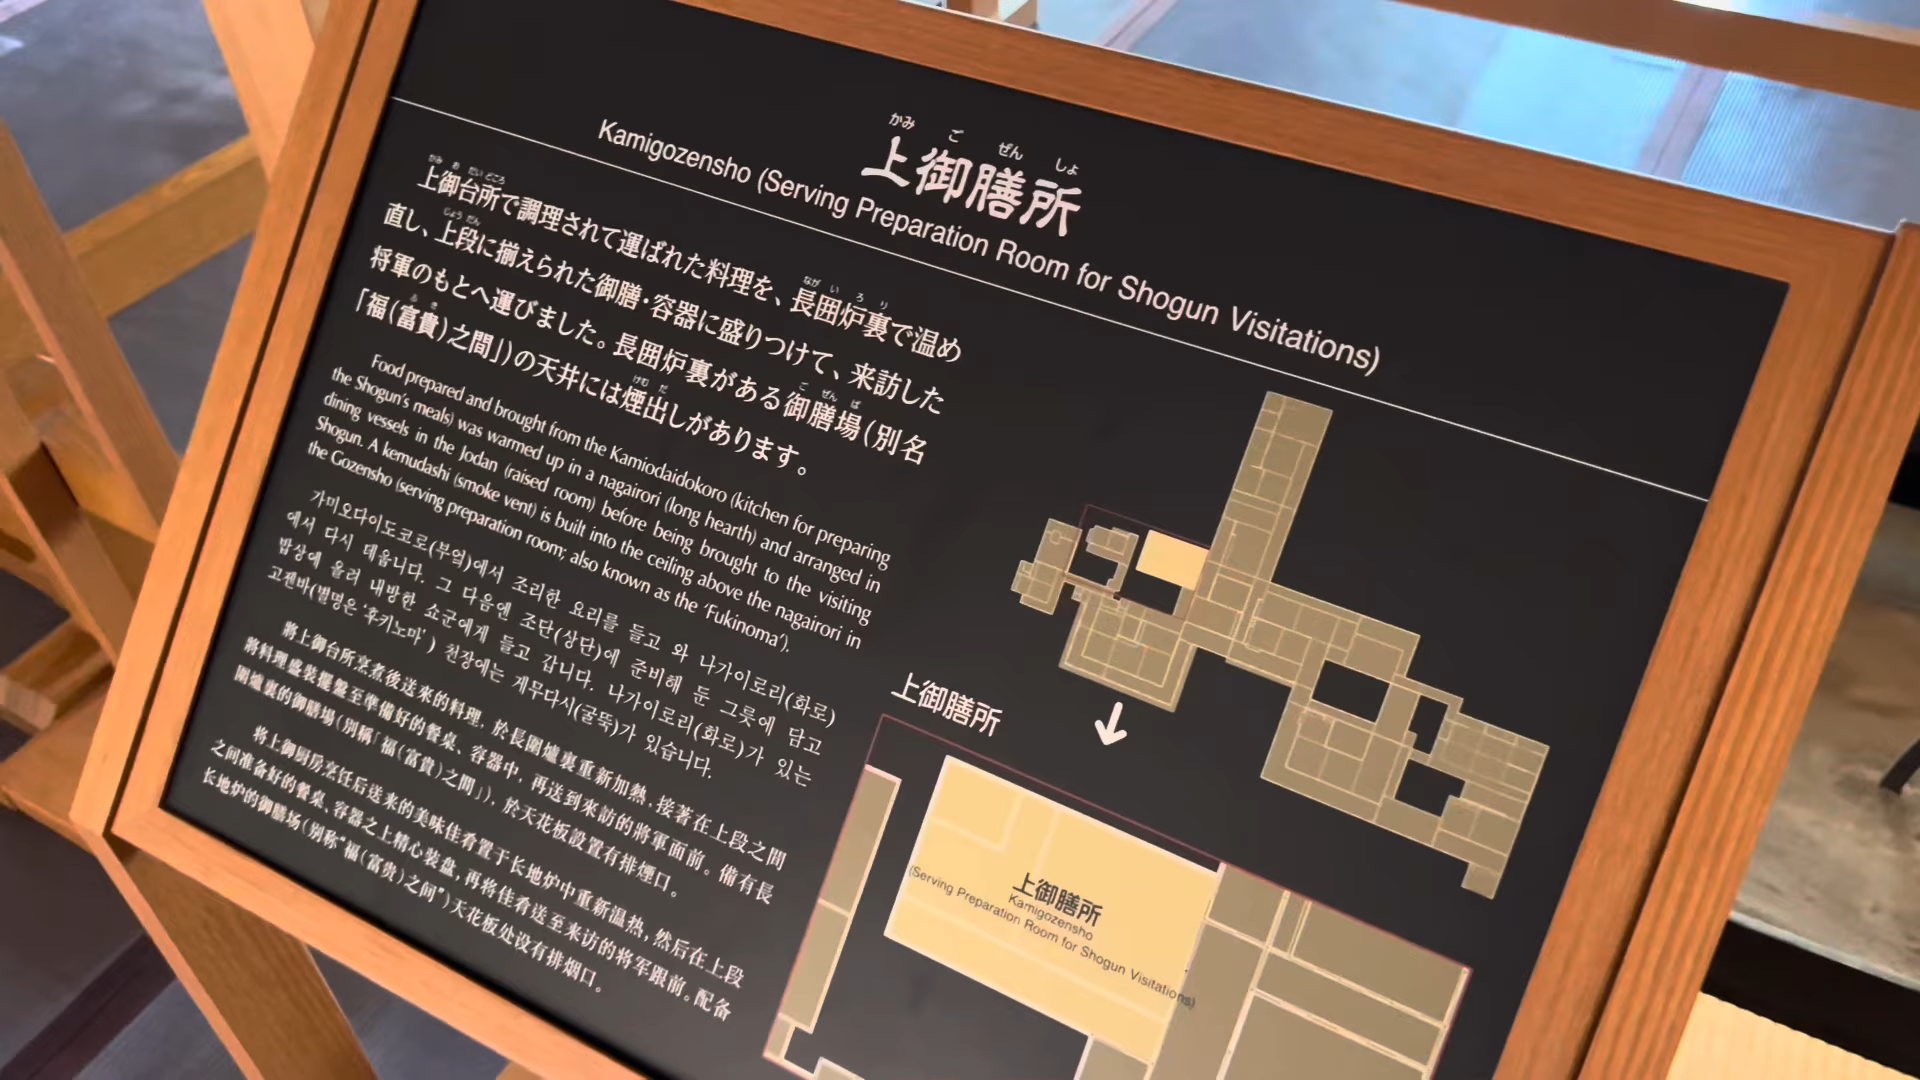 かみ ご ぜん しょ
上御膳所
Kamigozensho (Serving Preparation Room for Shogun Visitations)
かみ お だい どころ
なが い ろ り
上御台所で調理されて運ばれた料理を、長囲炉裏で温め
じょう だん
直し、上段に揃えられた御膳・容器に盛りつけて、来訪した
ご ぜん ば
将軍のもとへ運びました。長囲炉裏がある御膳場(別名
ふ き
けむ だ
「福(富貴)之間」)の天井には煙出しがあります。
Food prepared and brought from the Kamiodaidokoro (kitchen for preparing
the Shogun's meals) was warmed up in a nagairori (long hearth) and arranged in
dining vessels in the Jodan (raised room) before being brought to the visiting
Shogun. A kemudashi (smoke vent) is built into the ceiling above the nagairori in
the Gozensho (serving preparation room; also known as the 'Fukinoma').
가미오다이도코로(부엌)에서 조리한 요리를 들고 와 나가이로리(화로)
에서 다시 데웁니다. 그 다음엔 조단(상단)에 준비해 둔 그릇에 담고
밥상에 올려 내방한 쇼군에게 들고 갑니다. 나가이로리(화로)가 있는
고젠바(별명은 '후키노마') 천장에는 게무다시(굴뚝)가 있습니다.
將上御台所烹煮後送來的料理，於長圍爐裏重新加熱，接著在上段之間
將料理盛裝擺盤至準備好的餐桌、容器中，再送到來訪的將軍面前。備有長
圍爐裏的御膳場(別稱「福(富貴)之間」)，於天花板設置有排煙口。
将上御厨房烹饪后送来的美味佳肴置于长地炉中重新温热，然后在上段
之间准备好的餐桌、容器之上精心装盘，再将佳肴送至来访的将军跟前。配备
长地炉的御膳场(别称“福(富贵)之间”)天花板处设有排烟口。
上御膳所
上御膳所
Kamigozensho
(Serving Preparation Room for Shogun Visitations)